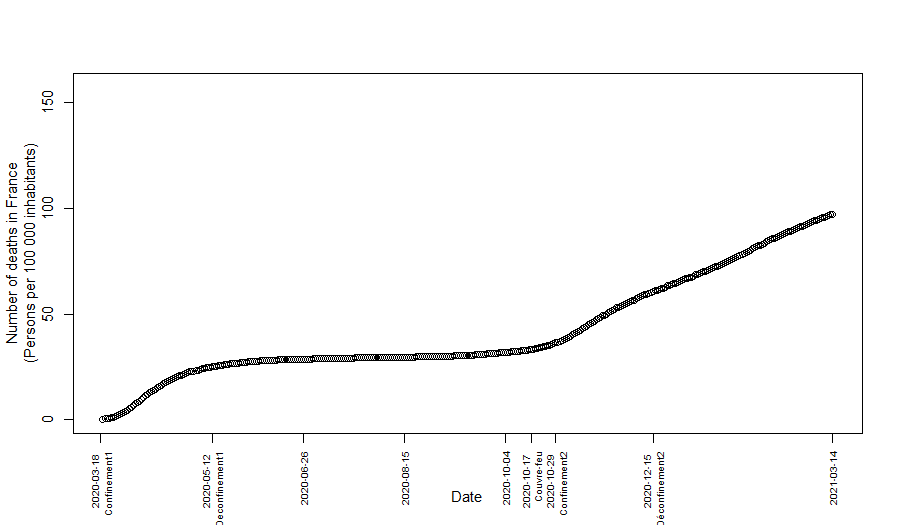 Number of deaths in France
(Persons per 100 000 inhabitants)
0
50
100
150
2020-03-18
Confinement1
2020-05-12
Deconfinement1
2020-06-26
2020-08-15
2020-10-04
2020-10-17
Couvre-feu
2020-10-29
Confinement2
2020-12-15
Déconfinement2
2021-03-14
Date